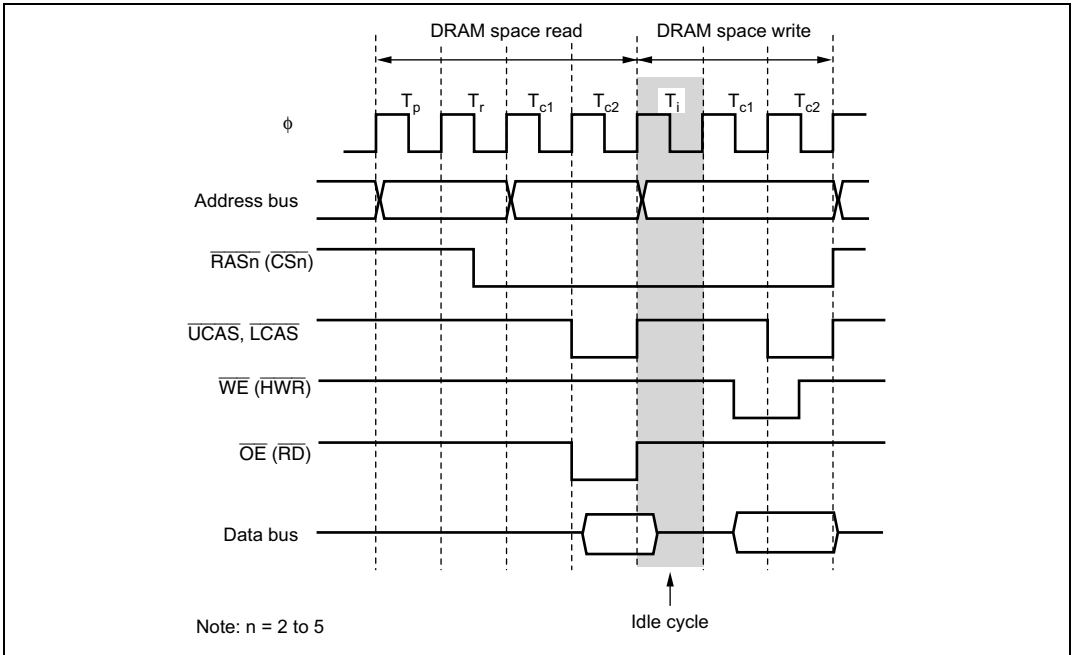 DRAM space read DRAM space write
Tp Tr Tc1 Tc2 Ti Tc1 Tc2
ϕ
Address bus
RASn (CSn)
UCAS, LCAS
WE (HWR)
OE (RD)
Data bus
Idle cycle
Note: n = 2 to 5